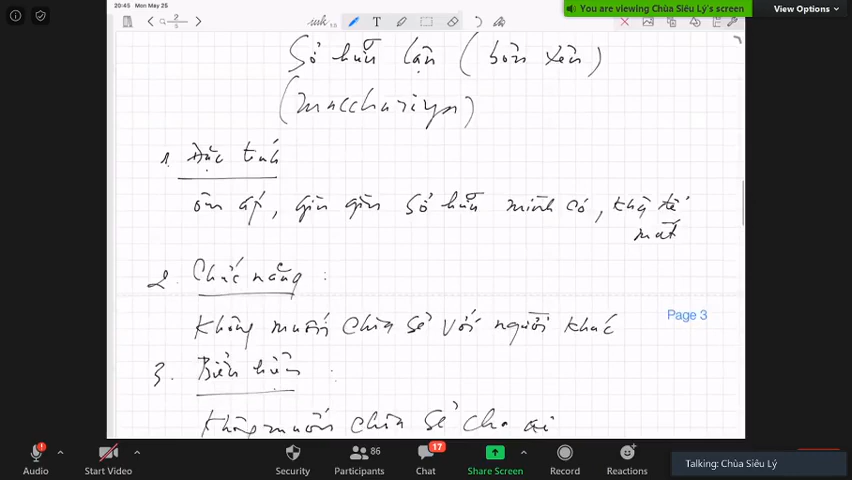 20:45 Mon May 25
You are viewing Chùa Siêu Lý's screen
View Options
2
5
Sở hữu lận (bỏn xẻn)
(macchariya)
1. Đặc tính
ôm ấp, gìn giữ sở hữu mình có,
mất
2. Chức năng :
Page 3
Không muốn chia sẻ với người khác
3. Biểu hiện :
Không muốn chia sẻ cho ai
86
17
Audio
Start Video
Security
Participants
Chat
Share Screen
Record
Reactions
Talking: Chùa Siêu Lý